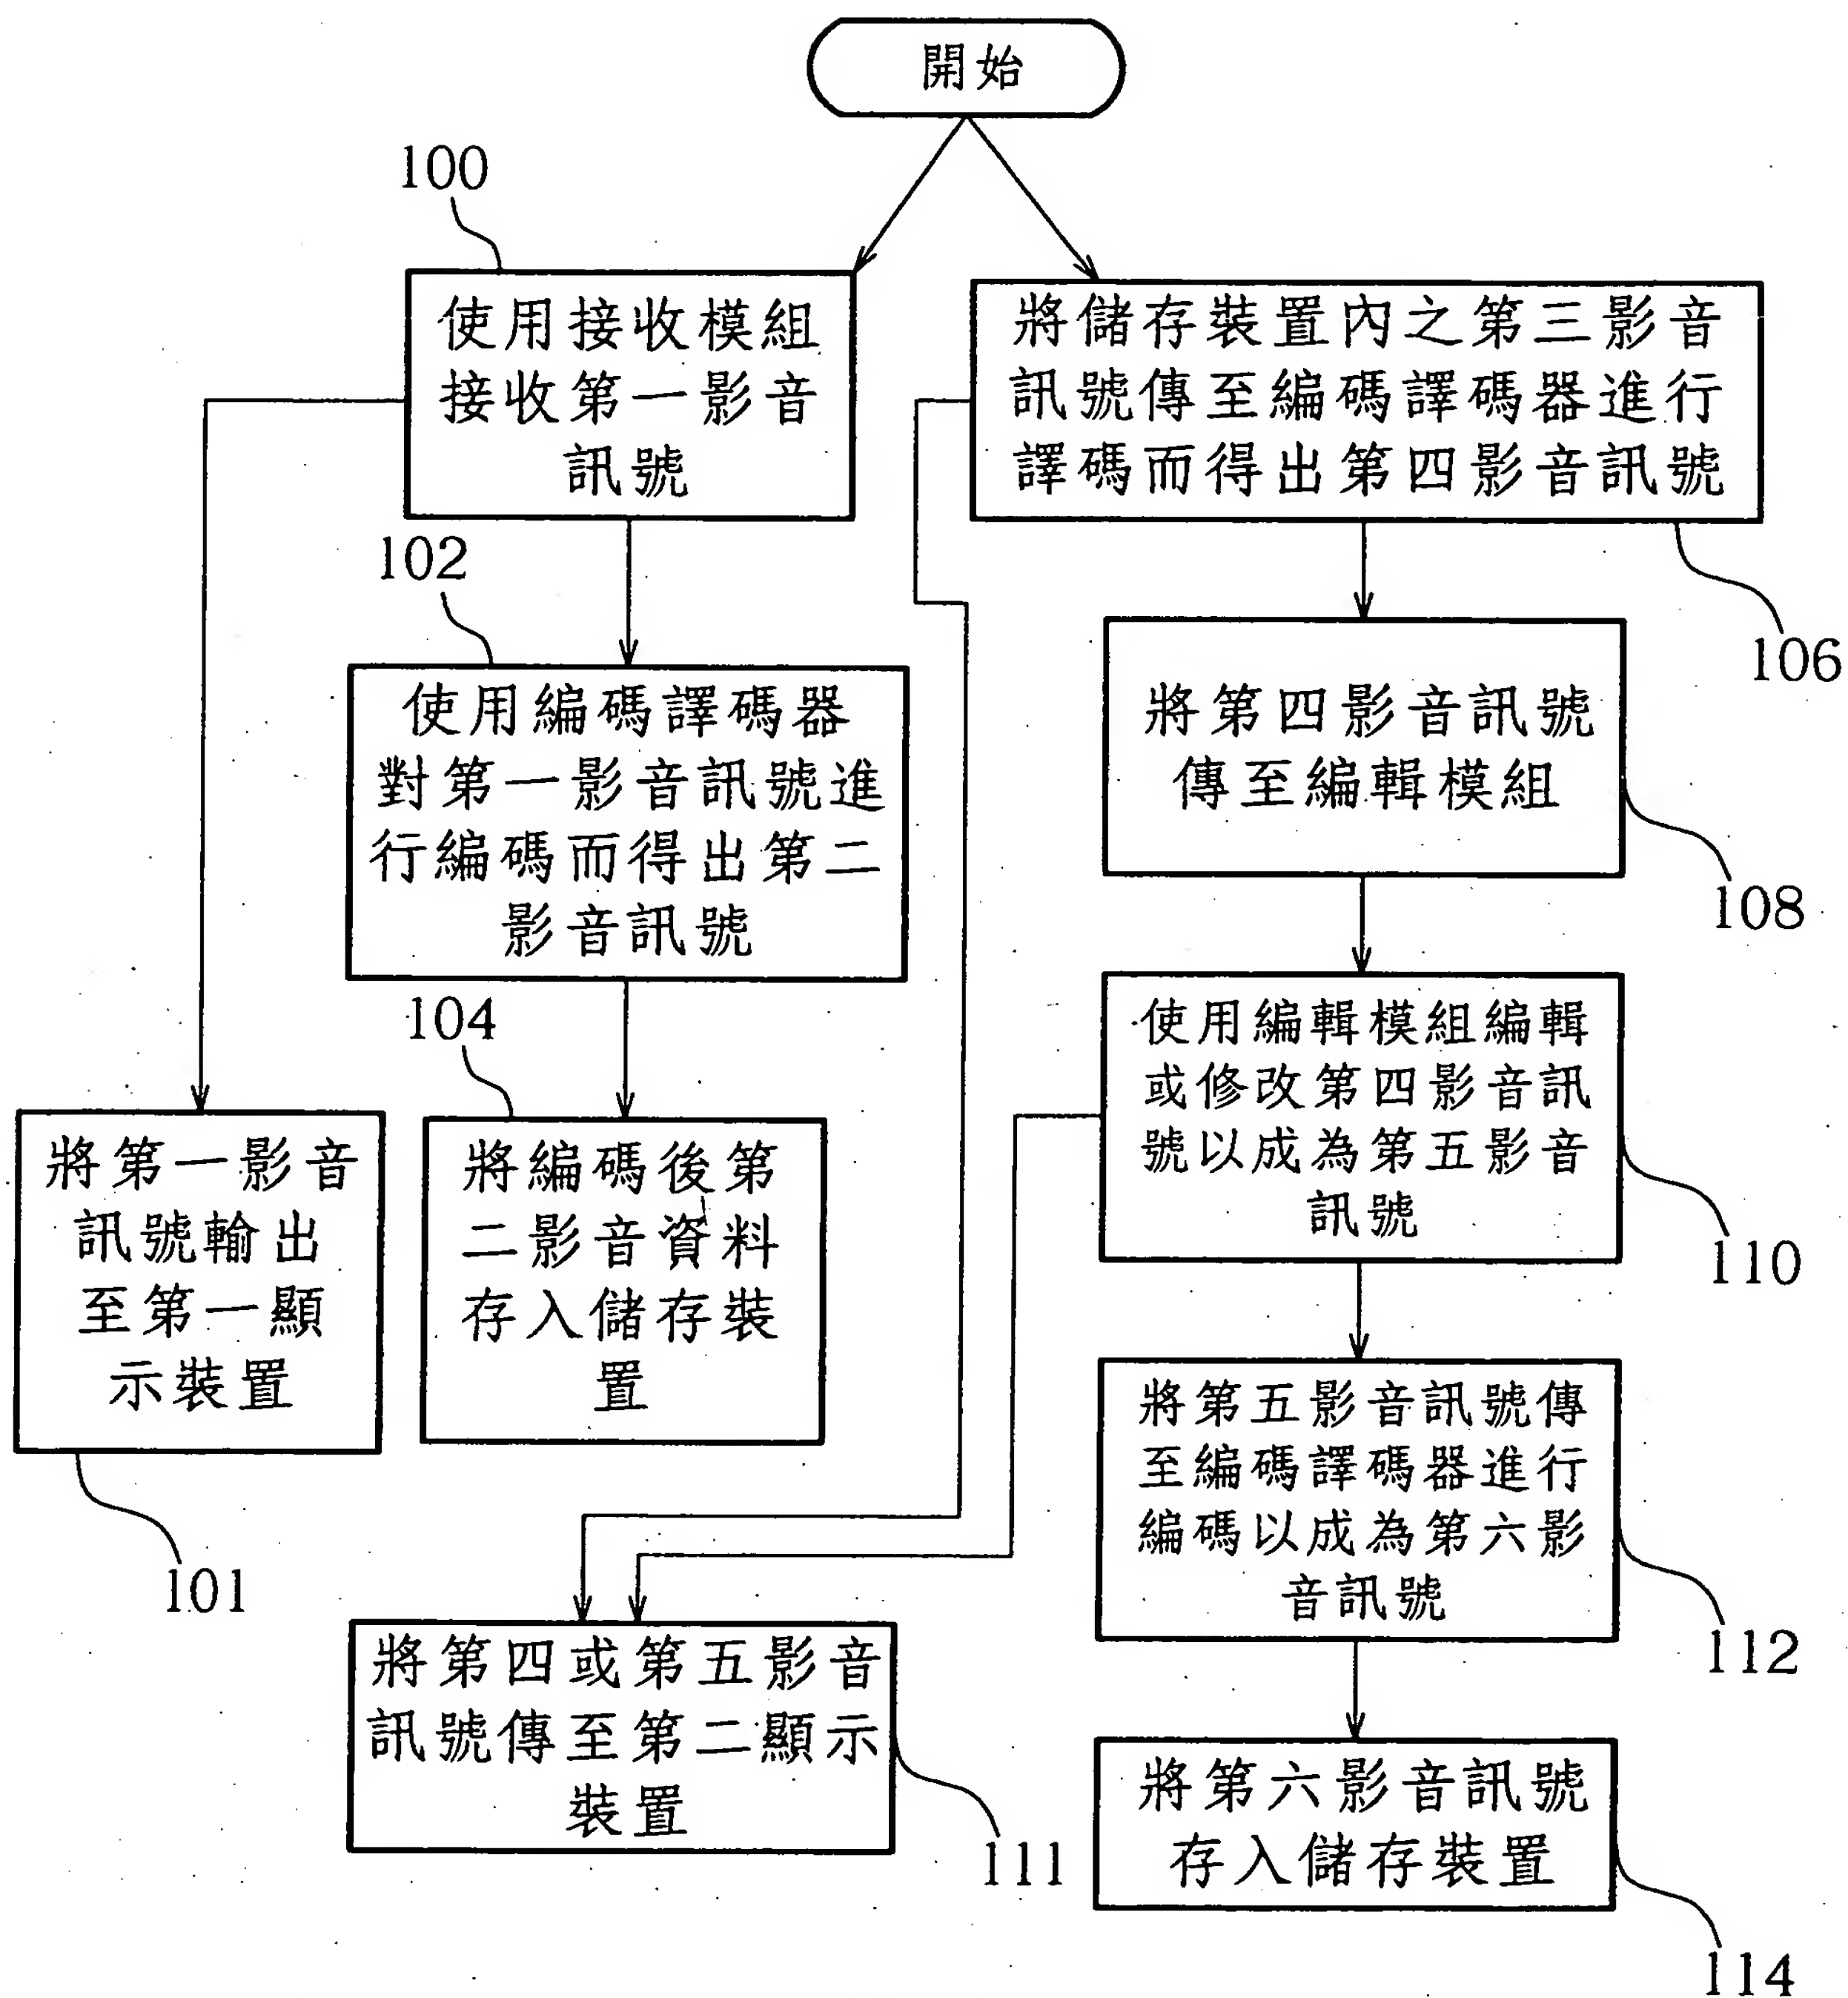 開始
100
使用接收模組
接收第一影音
訊號
將儲存裝置內之第三影音
訊號傳至編碼譯碼器進行
譯碼而得出第四影音訊號
106
102
使用編碼譯碼器
對第一影音訊號進
行編碼而得出第二
影音訊號
將第四影音訊號
傳至編輯模組
108
104
將編碼後第
二影音資料
存入儲存裝
置
使用編輯模組編輯
或修改第四影音訊
號以成為第五影音
訊號
110
將第一影音
訊號輸出
至第一顯
示裝置
101
將第五影音訊號傳
至編碼譯碼器進行
編碼以成為第六影
音訊號
112
將第四或第五影音
訊號傳至第二顯示
裝置
111
將第六影音訊號
存入儲存裝置
114